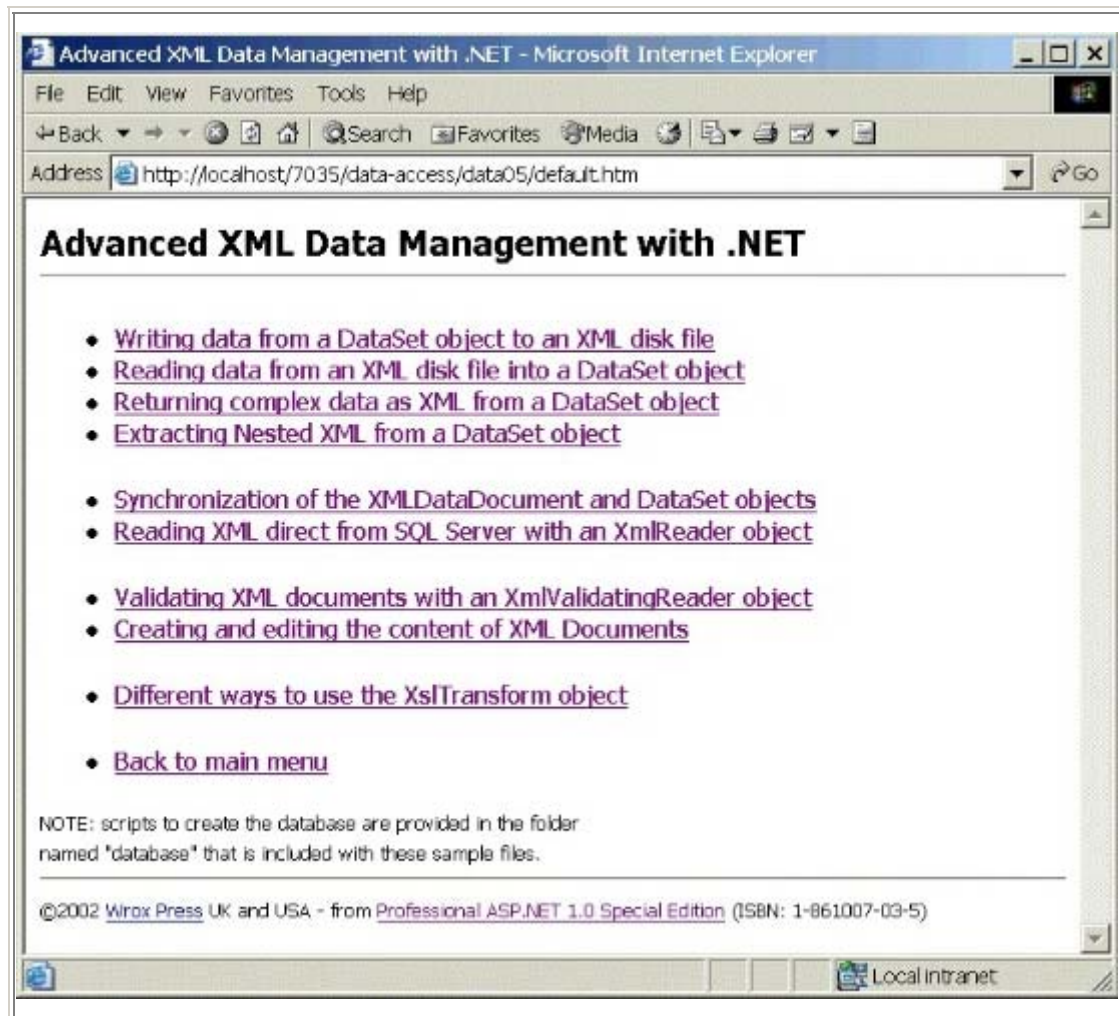 Advanced XML Data Management with .NET - Microsoft Internet Explorer
File Edit View Favorites Tools Help
Back Search Favorites Media
Address http://localhost/7035/data-access/data05/default.htm Go
Advanced XML Data Management with .NET
Writing data from a DataSet object to an XML disk file
Reading data from an XML disk file into a DataSet object
Returning complex data as XML from a DataSet object
Extracting Nested XML from a DataSet object
Synchronization of the XMLDataDocument and DataSet objects
Reading XML direct from SQL Server with an XmlReader object
Validating XML documents with an XmlValidatingReader object
Creating and editing the content of XML Documents
Different ways to use the XslTransform object
Back to main menu
NOTE: scripts to create the database are provided in the folder
named "database" that is included with these sample files.
©2002 Wrox Press UK and USA - from Professional ASP.NET 1.0 Special Edition (ISBN: 1-861007-03-5)
Local intranet